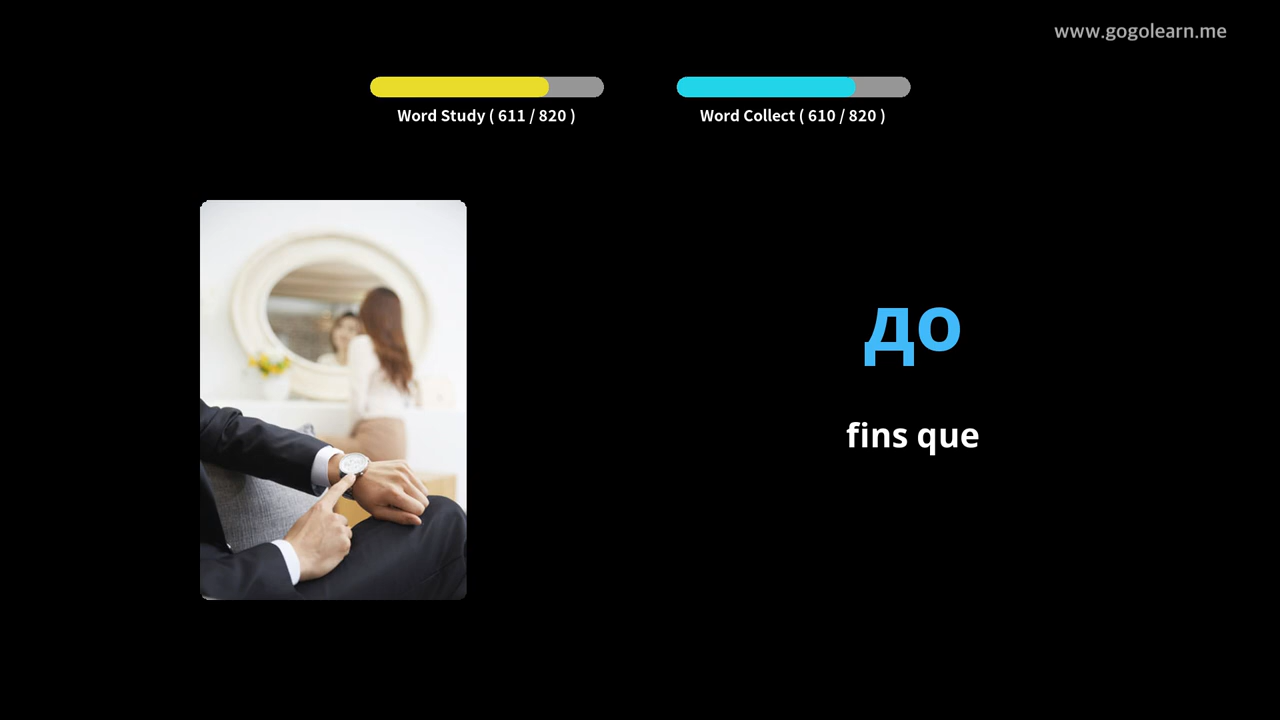 www.gogolearn.me
Word Study ( 611 / 820 )
Word Collect ( 610 / 820 )
до
fins que